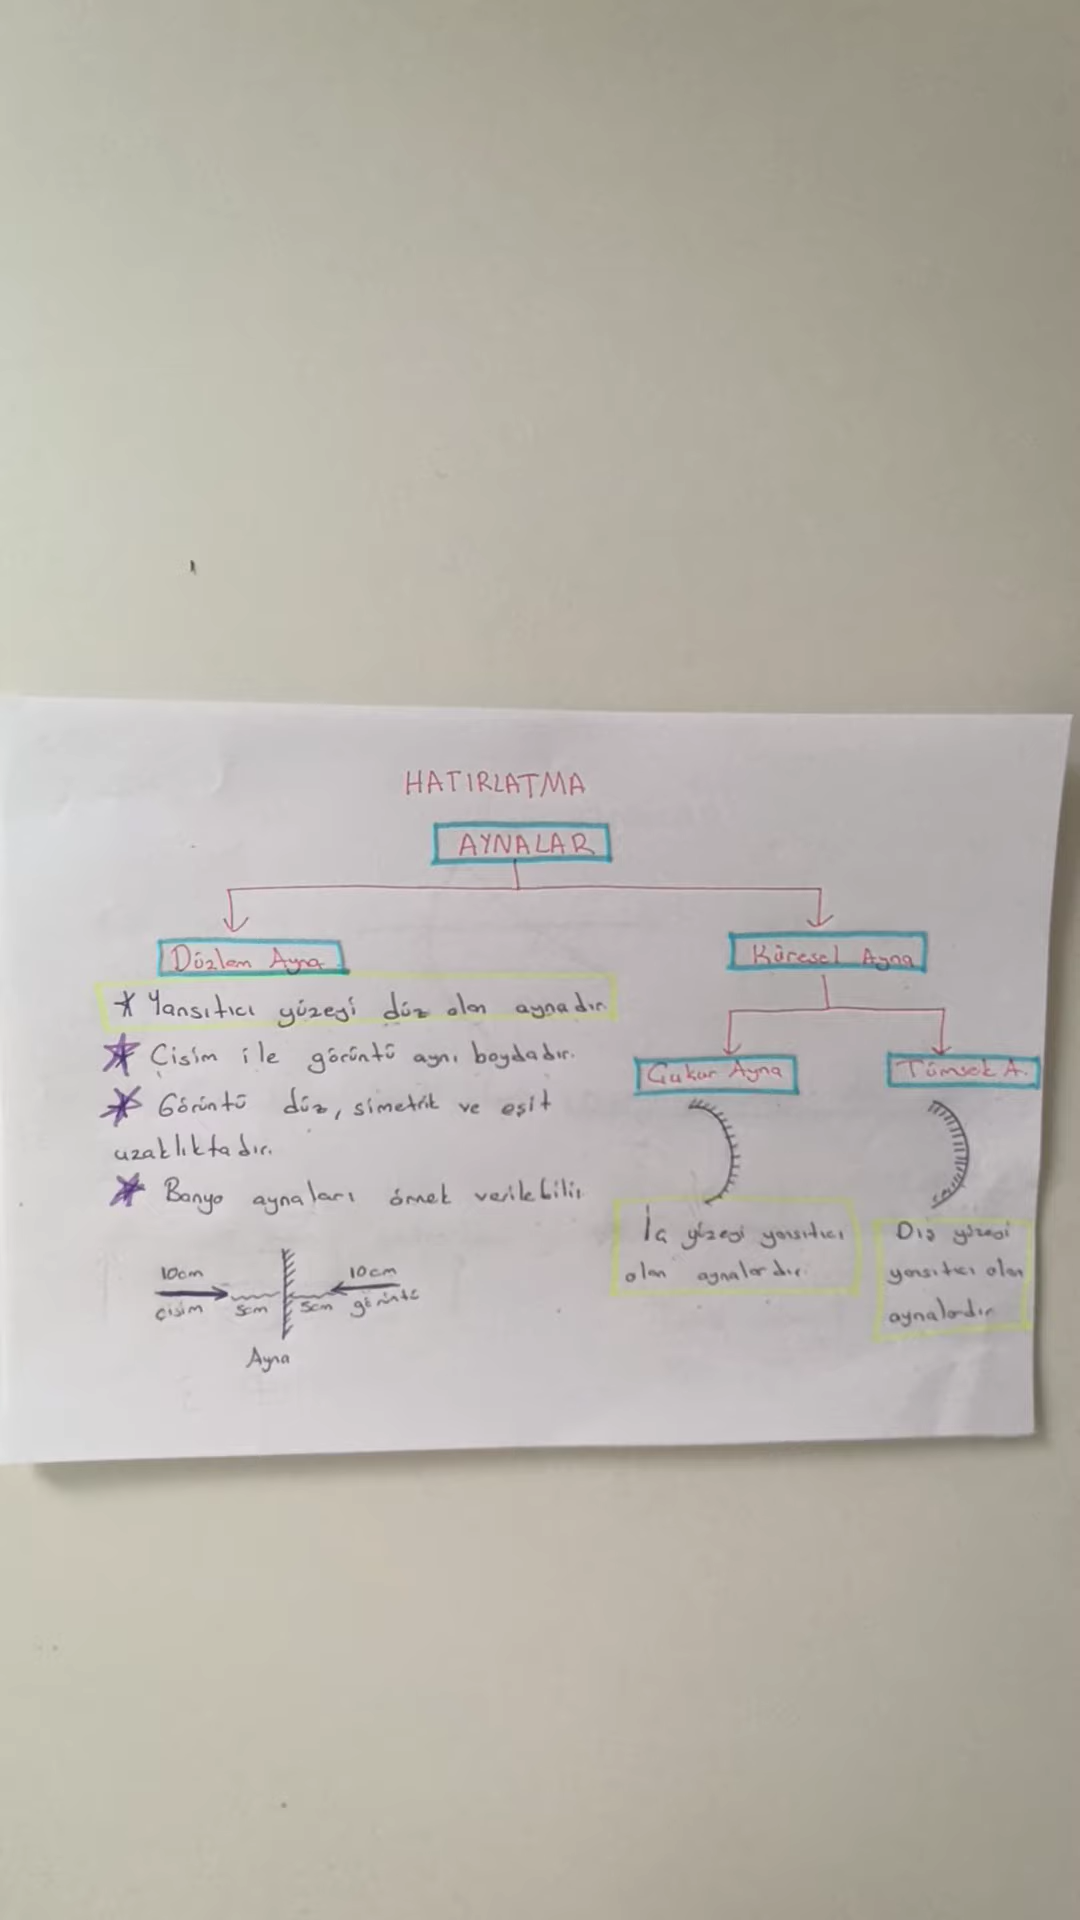 HATIRLATMA
AYNALAR
Düzlem Ayna
* Yansıtıcı yüzeyi düz olan aynadır.
* Cisim ile görüntü aynı boydadır.
* Görüntü düz, simetrik ve eşit
uzaklıktadır.
* Banyo aynaları örnek verilebilir.
10cm
cisim
5cm
5cm
10cm
görüntü
Ayna
Küresel Ayna
Çukur Ayna
İç yüzeyi yansıtıcı
olan aynalardır.
Tümsek A.
Dış yüzeyi
yansıtıcı olan
aynalardır